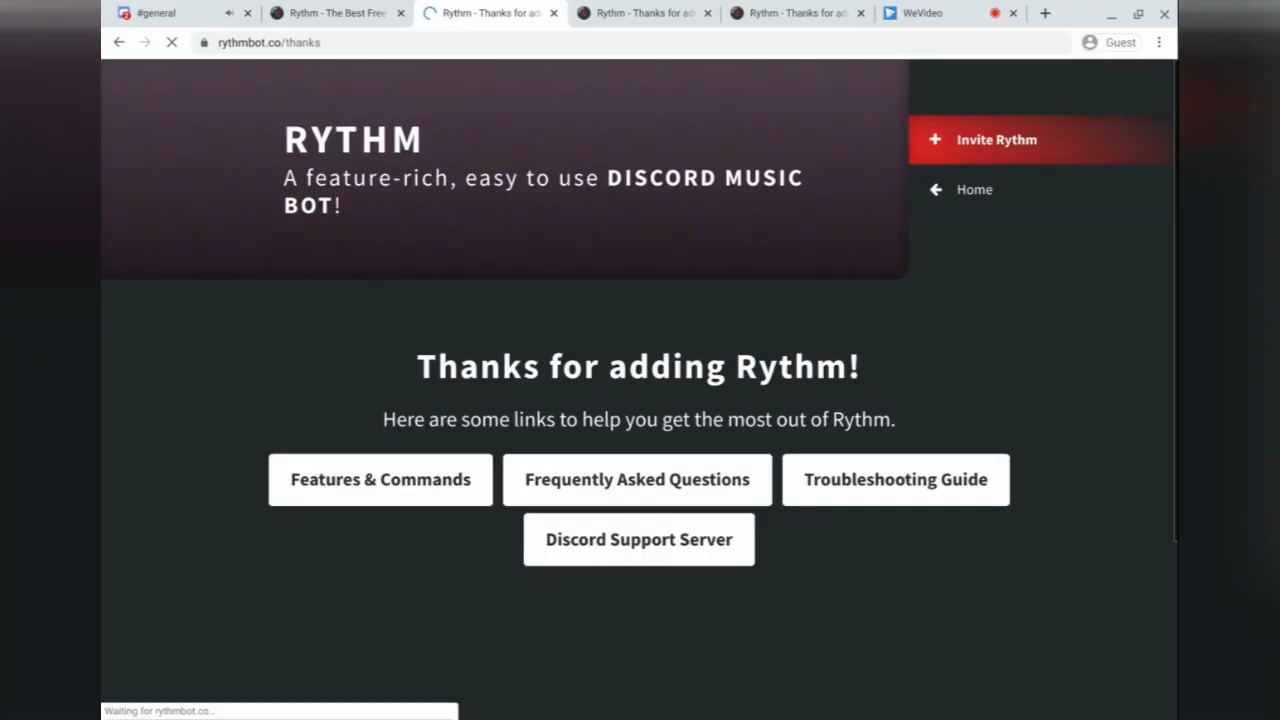 #general
Rythm - The Best Free
Rythm - Thanks for ad
Rythm - Thanks for ad
Rythm - Thanks for ad
WeVideo
rythmbot.co/thanks
Guest
RYTHM
A feature-rich, easy to use DISCORD MUSIC
BOT!
Invite Rythm
Home
Thanks for adding Rythm!
Here are some links to help you get the most out of Rythm.
Features & Commands
Frequently Asked Questions
Troubleshooting Guide
Discord Support Server
Waiting for rythmbot.co...